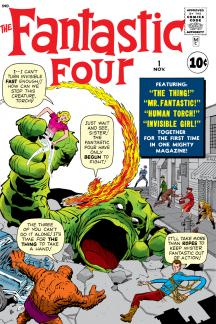 THE
Fantastic
Four
APPROVED
BY THE
COMICS
CODE
AUTHORITY
1
NOV.
10¢
I--I CAN'T
TURN INVISIBLE
FAST ENOUGH!!
HOW CAN WE
STOP THIS
CREATURE,
TORCH?
JUST WAIT
AND SEE,
SISTER!
THE
FANTASTIC
FOUR HAVE
ONLY
BEGUN TO
FIGHT!
FEATURING:
"THE THING!"
"MR. FANTASTIC!"
"HUMAN TORCH!"
"INVISIBLE GIRL!"
TOGETHER
FOR THE FIRST TIME
IN ONE MIGHTY
MAGAZINE!
THE THREE
OF YOU CAN'T
DO IT ALONE!
IT'S TIME FOR
THE THING TO
TAKE A HAND!
IT'LL TAKE MORE
THAN ROPES TO
KEEP MISTER
FANTASTIC OUT
OF ACTION!